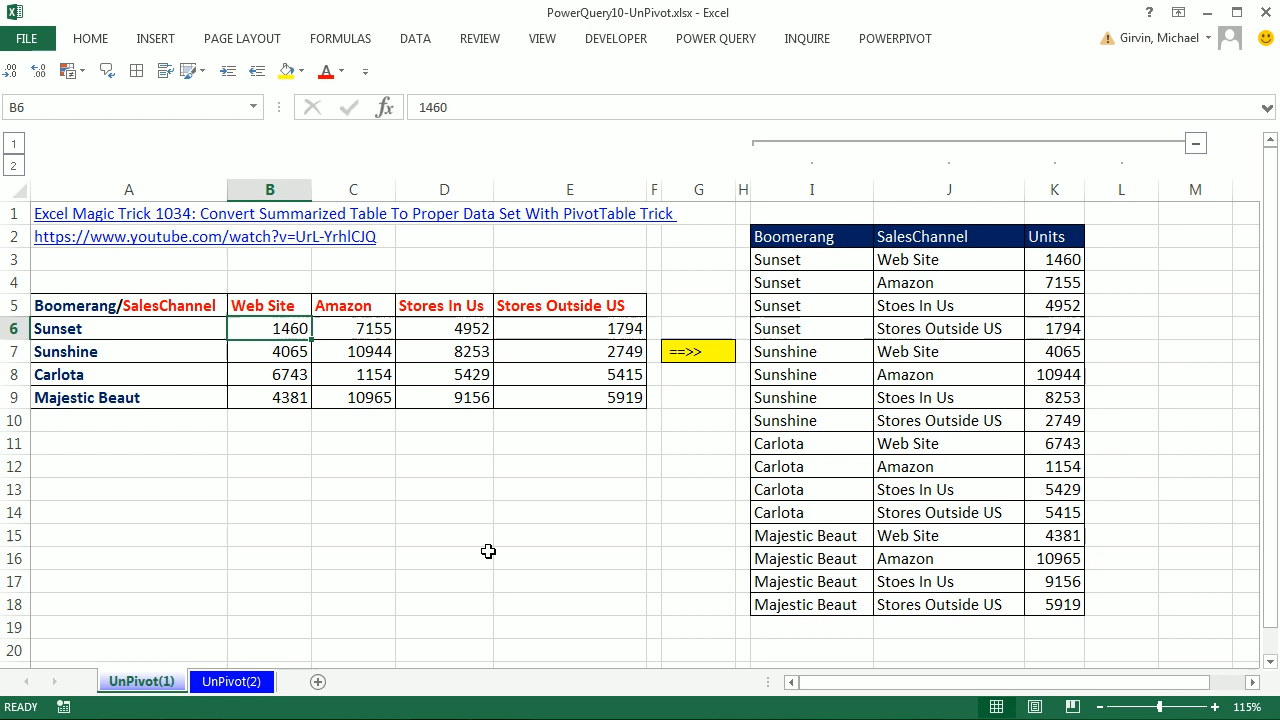 PowerQuery10-UnPivot.xlsx - Excel
?
FILE HOME INSERT PAGE LAYOUT FORMULAS DATA REVIEW VIEW DEVELOPER POWER QUERY INQUIRE POWERPIVOT Girvin, Michael
B6 fx 1460
1
2
A B C D E F G H I J K L M
1 Excel Magic Trick 1034: Convert Summarized Table To Proper Data Set With PivotTable Trick
2 https://www.youtube.com/watch?v=UrL-YrhlCJQ Boomerang SalesChannel Units
3 Sunset Web Site 1460
4 Sunset Amazon 7155
5 Boomerang/SalesChannel Web Site Amazon Stores In Us Stores Outside US Sunset Stoes In Us 4952
6 Sunset 1460 7155 4952 1794 Sunset Stores Outside US 1794
7 Sunshine 4065 10944 8253 2749 ==>> Sunshine Web Site 4065
8 Carlota 6743 1154 5429 5415 Sunshine Amazon 10944
9 Majestic Beaut 4381 10965 9156 5919 Sunshine Stoes In Us 8253
10 Sunshine Stores Outside US 2749
11 Carlota Web Site 6743
12 Carlota Amazon 1154
13 Carlota Stoes In Us 5429
14 Carlota Stores Outside US 5415
15 Majestic Beaut Web Site 4381
16 Majestic Beaut Amazon 10965
17 Majestic Beaut Stoes In Us 9156
18 Majestic Beaut Stores Outside US 5919
19
20
UnPivot(1) UnPivot(2)
READY 115%